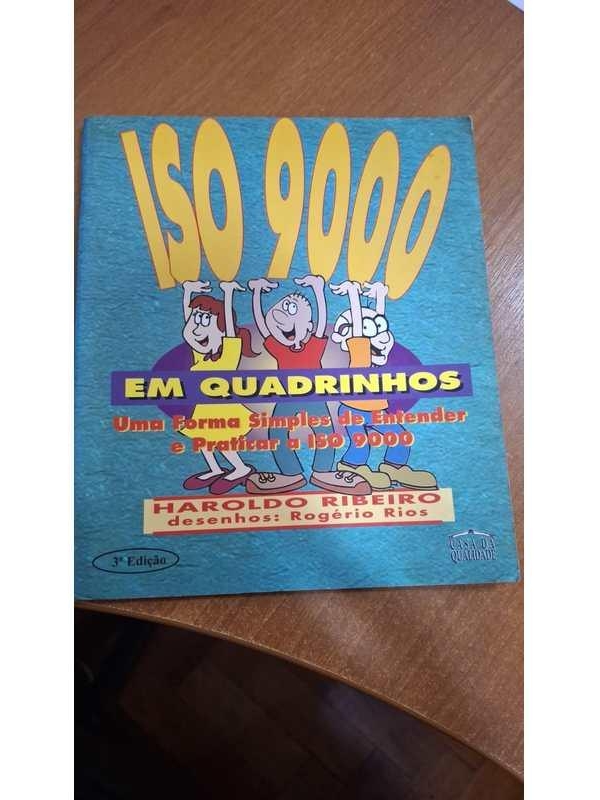 ISO 9000
EM QUADRINHOS
Uma Forma Simples de Entender
e Praticar a ISO 9000
HAROLDO RIBEIRO
desenhos: Rogério Rios
3ª Edição
CASA DA
QUALIDADE